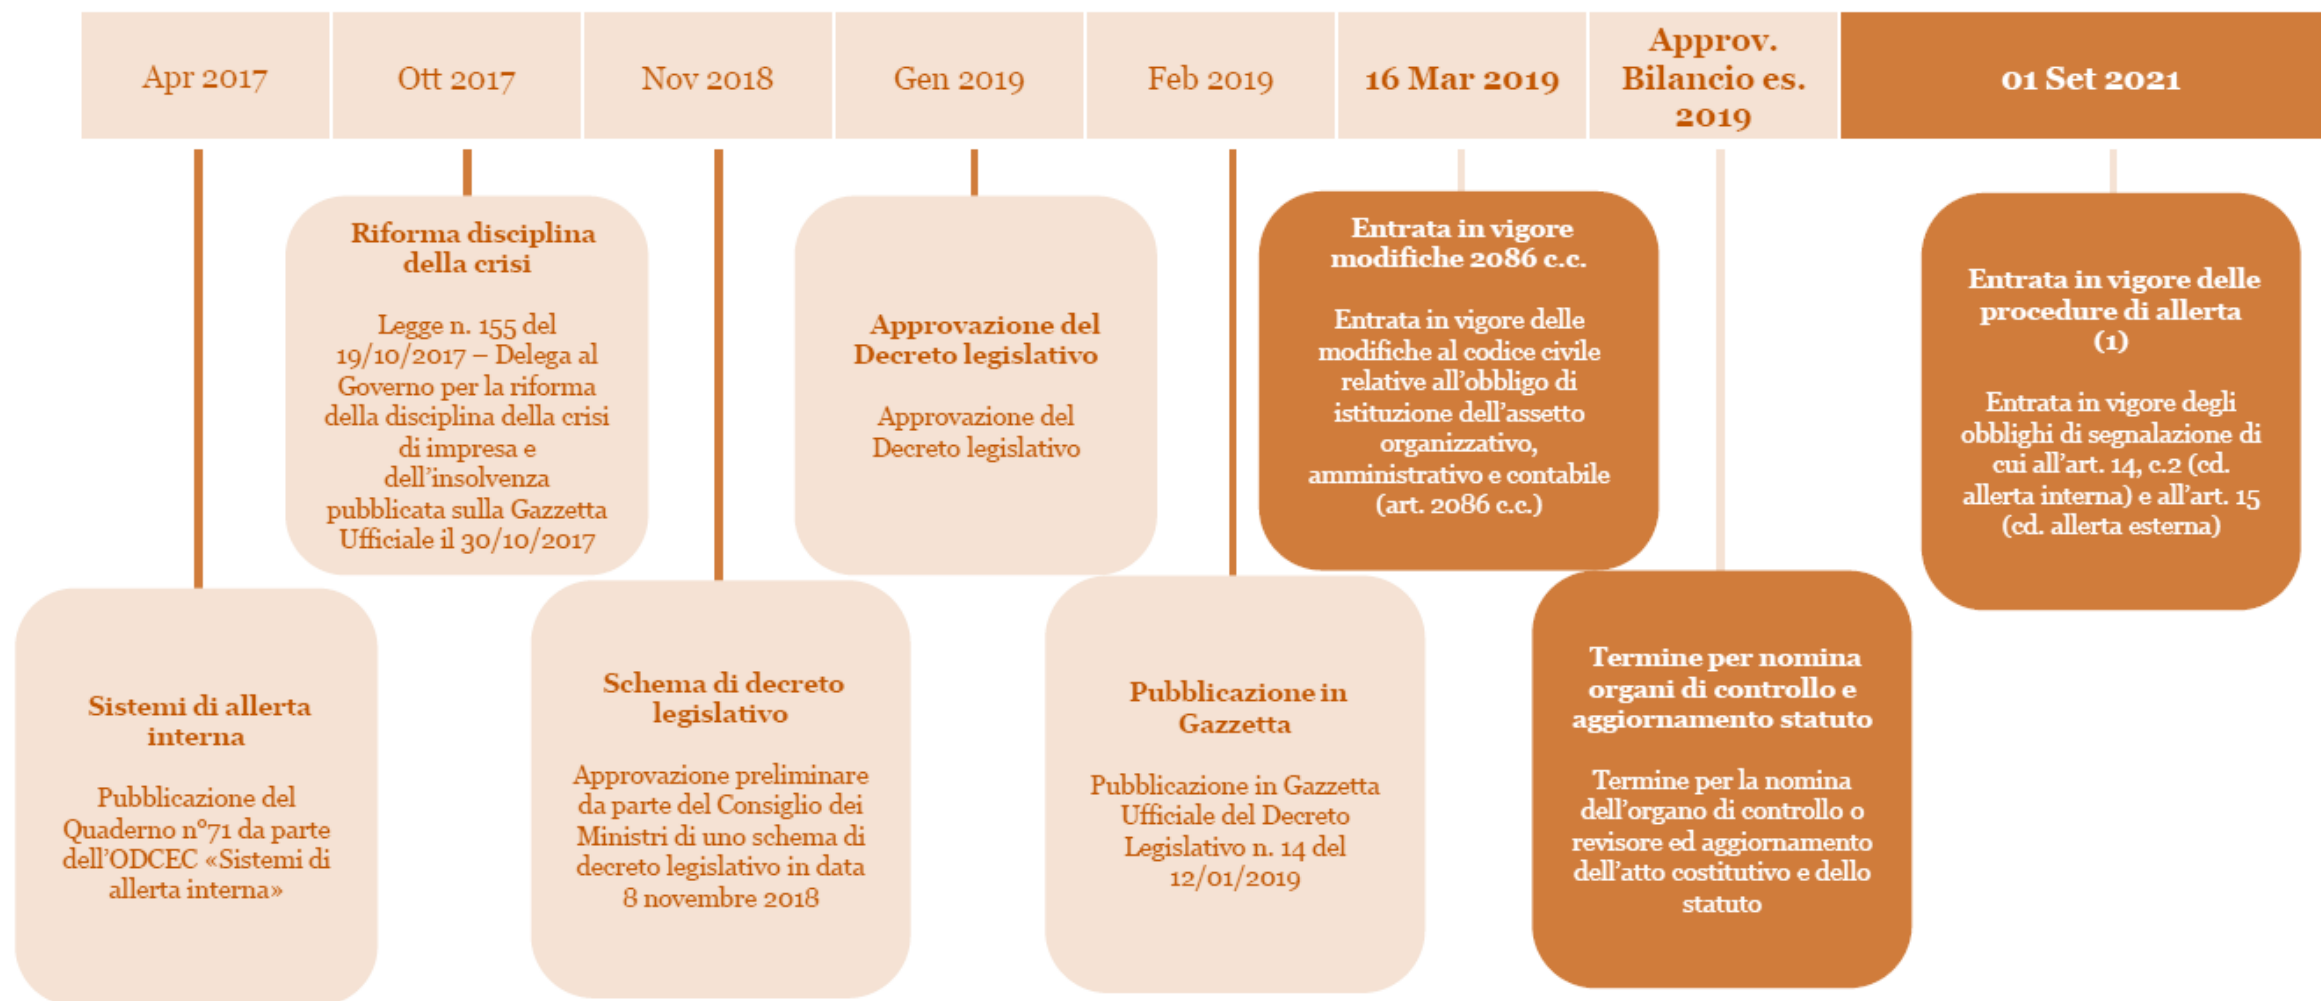 Apr 2017
Ott 2017
Nov 2018
Gen 2019
Feb 2019
16 Mar 2019
Approv.
Bilancio es.
2019
01 Set 2021
Sistemi di allerta
interna
Pubblicazione del
Quaderno n°71 da parte
dell’ODCEC «Sistemi di
allerta interna»
Riforma disciplina
della crisi
Legge n. 155 del
19/10/2017 – Delega al
Governo per la riforma
della disciplina della crisi
di impresa e
dell’insolvenza
pubblicata sulla Gazzetta
Ufficiale il 30/10/2017
Schema di decreto
legislativo
Approvazione preliminare
da parte del Consiglio dei
Ministri di uno schema di
decreto legislativo in data
8 novembre 2018
Approvazione del
Decreto legislativo
Approvazione del
Decreto legislativo
Pubblicazione in
Gazzetta
Pubblicazione in Gazzetta
Ufficiale del Decreto
Legislativo n. 14 del
12/01/2019
Entrata in vigore
modifiche 2086 c.c.
Entrata in vigore delle
modifiche al codice civile
relative all’obbligo di
istituzione dell’assetto
organizzativo,
amministrativo e contabile
(art. 2086 c.c.)
Termine per nomina
organi di controllo e
aggiornamento statuto
Termine per la nomina
dell’organo di controllo o
revisore ed aggiornamento
dell’atto costitutivo e dello
statuto
Entrata in vigore delle
procedure di allerta
(1)
Entrata in vigore degli
obblighi di segnalazione di
cui all’art. 14, c.2 (cd.
allerta interna) e all’art. 15
(cd. allerta esterna)